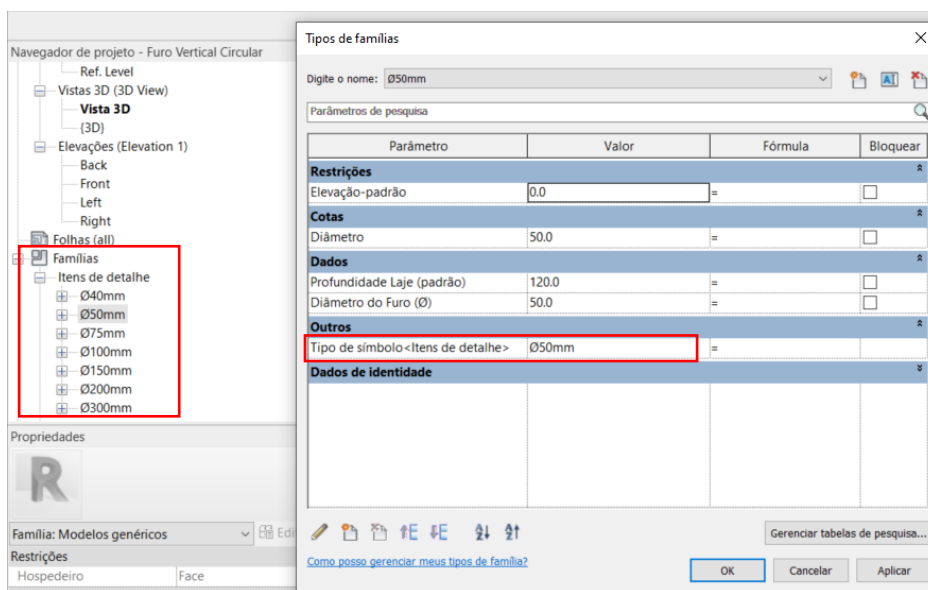 Navegador de projeto - Furo Vertical Circular
Ref. Level
Vistas 3D (3D View)
Vista 3D
{3D}
Elevações (Elevation 1)
Back
Front
Left
Right
Folhas (all)
Famílias
Itens de detalhe
Ø40mm
Ø50mm
Ø75mm
Ø100mm
Ø150mm
Ø200mm
Ø300mm
Propriedades
R
Família: Modelos genéricos
Edi
Restrições
Hospedeiro Face
Tipos de famílias
Digite o nome: Ø50mm
Parâmetros de pesquisa
Parâmetro Valor Fórmula Bloquear
Restrições
Elevação-padrão 0.0 =
Cotas
Diâmetro 50.0 =
Dados
Profundidade Laje (padrão) 120.0 =
Diâmetro do Furo (Ø) 50.0 =
Outros
Tipo de símbolo<Itens de detalhe> Ø50mm =
Dados de identidade
Gerenciar tabelas de pesquisa...
Como posso gerenciar meus tipos de família?
OK Cancelar Aplicar